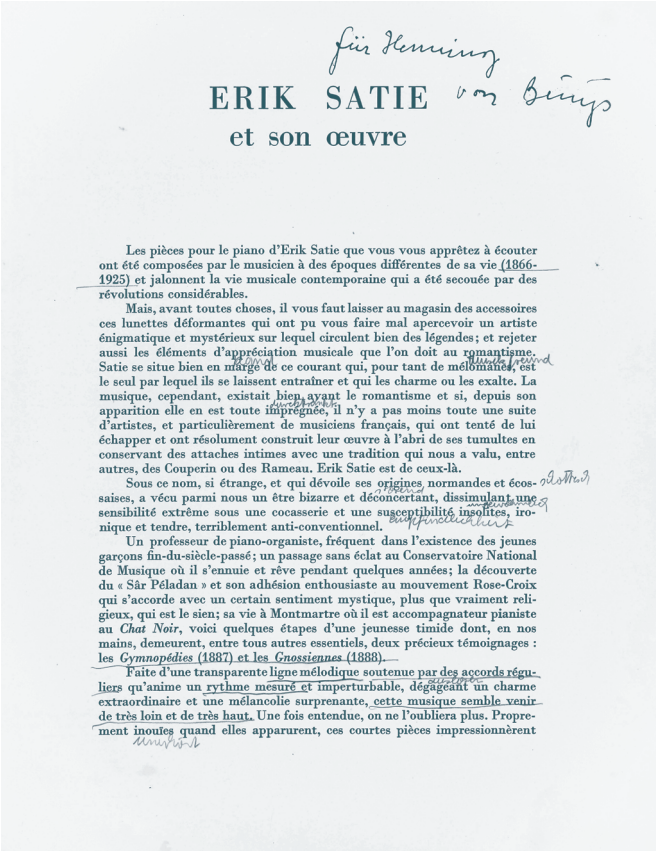 für Henning
ERIK SATIE
von Beuys
et son œuvre
Les pièces pour le piano d'Erik Satie que vous vous apprêtez à écouter
ont été composées par le musicien à des époques différentes de sa vie (1866-
1925) et jalonnent la vie musicale contemporaine qui a été secouée par des
révolutions considérables.
Mais, avant toutes choses, il vous faut laisser au magasin des accessoires
ces lunettes déformantes qui ont pu vous faire mal apercevoir un artiste
énigmatique et mystérieux sur lequel circulent bien des légendes; et rejeter
aussi les éléments d'appréciation musicale que l'on doit au romantisme.
Rand Musikfreund
Satie se situe bien en marge de ce courant qui, pour tant de mélomanes, est
le seul par lequel ils se laissent entraîner et qui les charme ou les exalte. La
musique, cependant, existait bien avant le romantisme et si, depuis son
durchtränkt
apparition elle en est toute imprégnée, il n'y a pas moins toute une suite
d'artistes, et particulièrement de musiciens français, qui ont tenté de lui
échapper et ont résolument construit leur œuvre à l'abri de ses tumultes en
conservant des attaches intimes avec une tradition qui nous a valu, entre
autres, des Couperin ou des Rameau. Erik Satie est de ceux-là.
Sous ce nom, si étrange, et qui dévoile ses origines normandes et écos- schottisch
saises, a vécu parmi nous un être bizarre et déconcertant, dissimulant une
sensibilité extrême sous une cocasserie et une susceptibilité insolites, iro-
Empfindlichkeit
nique et tendre, terriblement anti-conventionnel.
Un professeur de piano-organiste, fréquent dans l'existence des jeunes
garçons fin-du-siècle-passé; un passage sans éclat au Conservatoire National
de Musique où il s'ennuie et rêve pendant quelques années; la découverte
du « Sâr Péladan » et son adhésion enthousiaste au mouvement Rose-Croix
qui s'accorde avec un certain sentiment mystique, plus que vraiment reli-
gieux, qui est le sien; sa vie à Montmartre où il est accompagnateur pianiste
au Chat Noir, voici quelques étapes d'une jeunesse timide dont, en nos
mains, demeurent, entre tous autres essentiels, deux précieux témoignages :
les Gymnopédies (1887) et les Gnossiennes (1888).
Faite d'une transparente ligne mélodique soutenue par des accords régu-
liers qu'anime un rythme mesuré et imperturbable, dégageant un charme
extraordinaire et une mélancolie surprenante, cette musique semble venir
de très loin et de très haut. Une fois entendue, on ne l'oubliera plus. Propre-
ment inouïes quand elles apparurent, ces courtes pièces impressionnèrent
unerhört